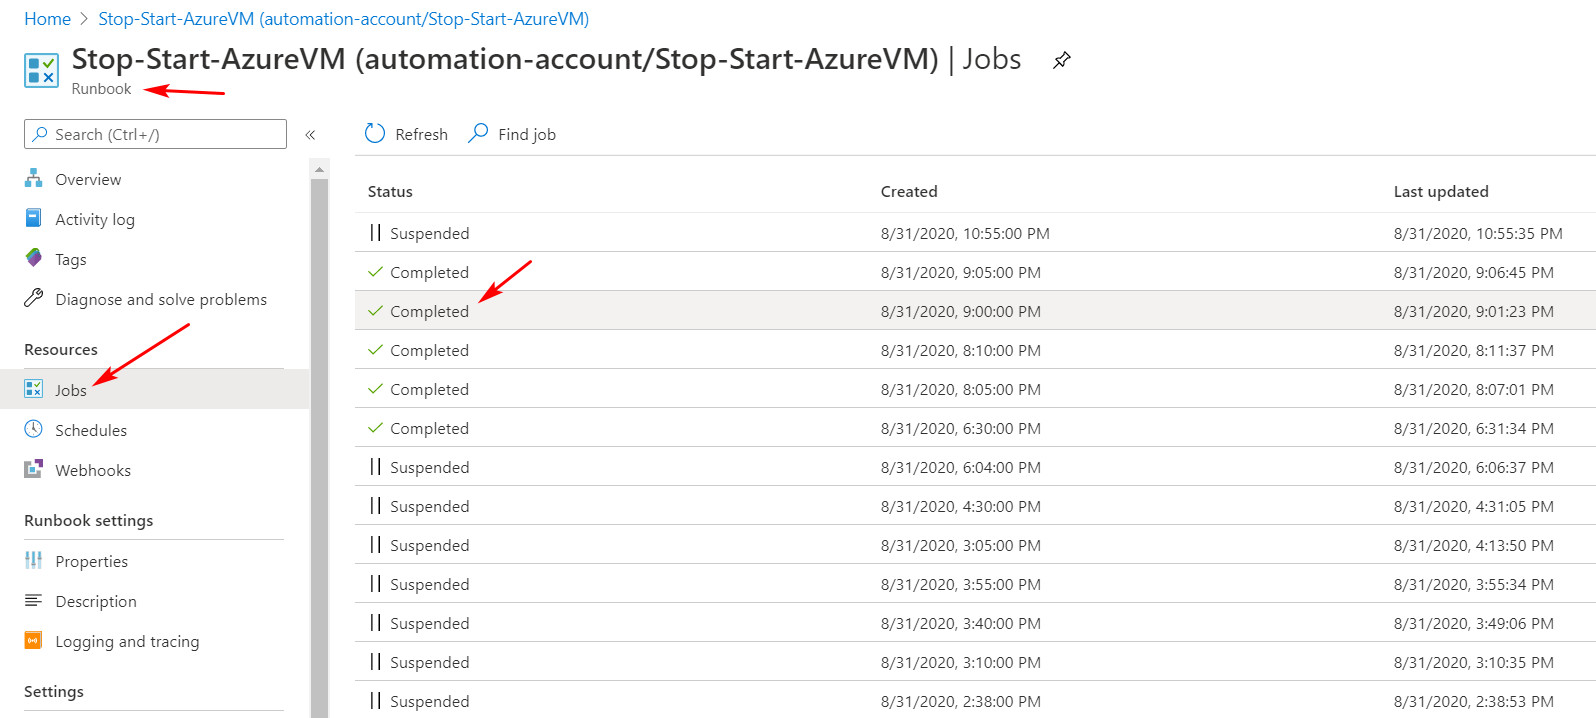 Home > Stop-Start-AzureVM (automation-account/Stop-Start-AzureVM)
Stop-Start-AzureVM (automation-account/Stop-Start-AzureVM) | Jobs
Runbook
Search (Ctrl+/)
«
Overview
Activity log
Tags
Diagnose and solve problems
Resources
Jobs
Schedules
Webhooks
Runbook settings
Properties
Description
Logging and tracing
Settings
Refresh Find job
Status Created Last updated
Suspended 8/31/2020, 10:55:00 PM 8/31/2020, 10:55:35 PM
Completed 8/31/2020, 9:05:00 PM 8/31/2020, 9:06:45 PM
Completed 8/31/2020, 9:00:00 PM 8/31/2020, 9:01:23 PM
Completed 8/31/2020, 8:10:00 PM 8/31/2020, 8:11:37 PM
Completed 8/31/2020, 8:05:00 PM 8/31/2020, 8:07:01 PM
Completed 8/31/2020, 6:30:00 PM 8/31/2020, 6:31:34 PM
Suspended 8/31/2020, 6:04:00 PM 8/31/2020, 6:06:37 PM
Suspended 8/31/2020, 4:30:00 PM 8/31/2020, 4:31:05 PM
Suspended 8/31/2020, 3:05:00 PM 8/31/2020, 4:13:50 PM
Suspended 8/31/2020, 3:55:00 PM 8/31/2020, 3:55:34 PM
Suspended 8/31/2020, 3:40:00 PM 8/31/2020, 3:49:06 PM
Suspended 8/31/2020, 3:10:00 PM 8/31/2020, 3:10:35 PM
Suspended 8/31/2020, 2:38:00 PM 8/31/2020, 2:38:53 PM